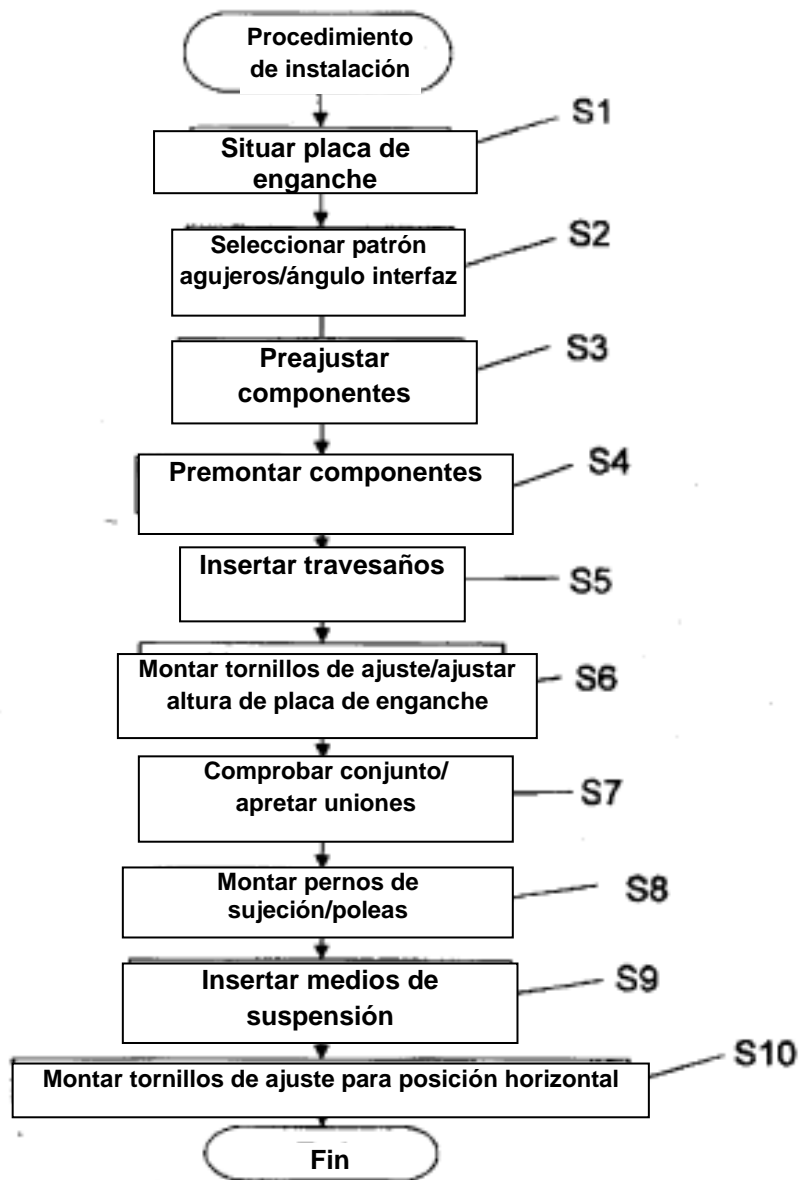 Procedimiento
de instalación
S1
Situar placa de
enganche
S2
Seleccionar patrón
agujeros/ángulo interfaz
S3
Preajustar
componentes
S4
Premontar componentes
S5
Insertar travesaños
S6
Montar tornillos de ajuste/ajustar
altura de placa de enganche
S7
Comprobar conjunto/
apretar uniones
S8
Montar pernos de
sujeción/poleas
S9
Insertar medios de
suspensión
S10
Montar tornillos de ajuste para posición horizontal
Fin